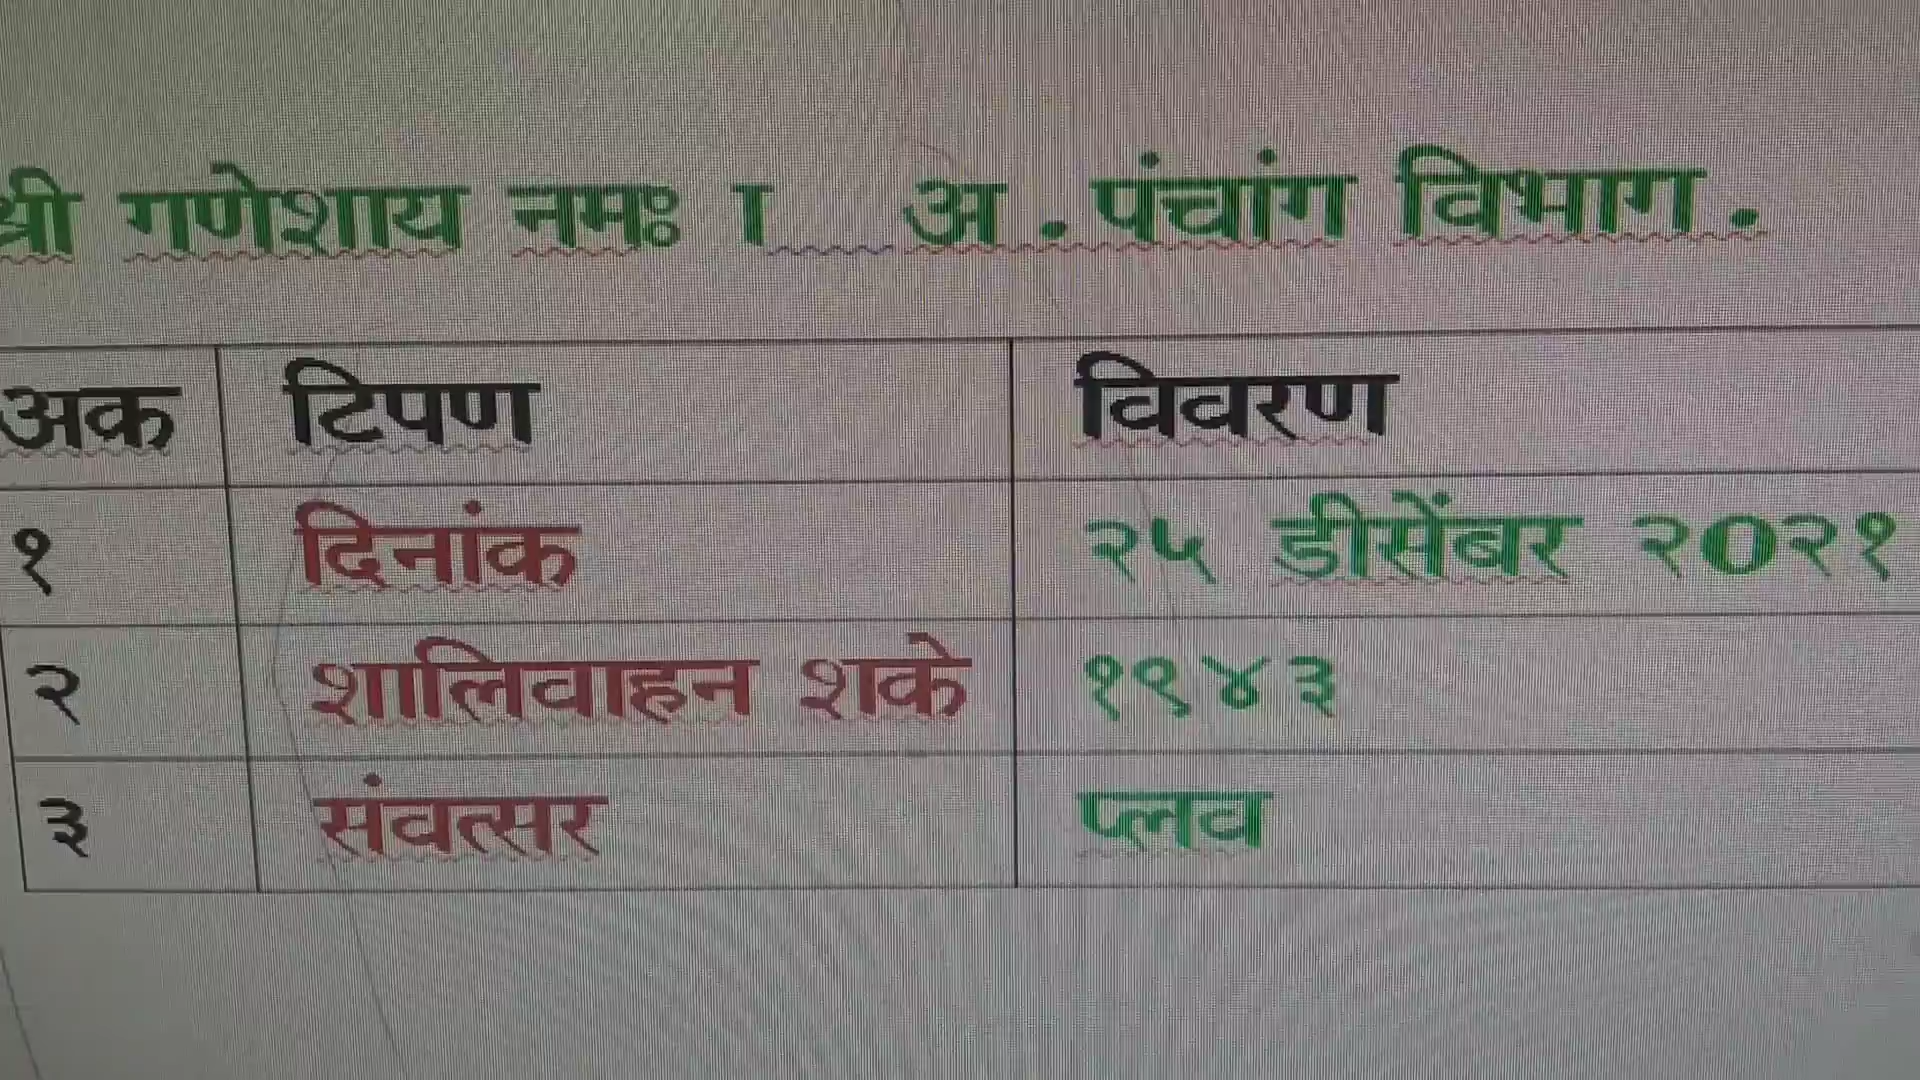 श्री गणेशाय नमः ा अ . पंचांग विभाग .
अक टिपण विवरण
१ दिनांक २५ डीसेंबर २०२१
२ शालिवाहन शके १९४३
३ संवत्सर प्लव